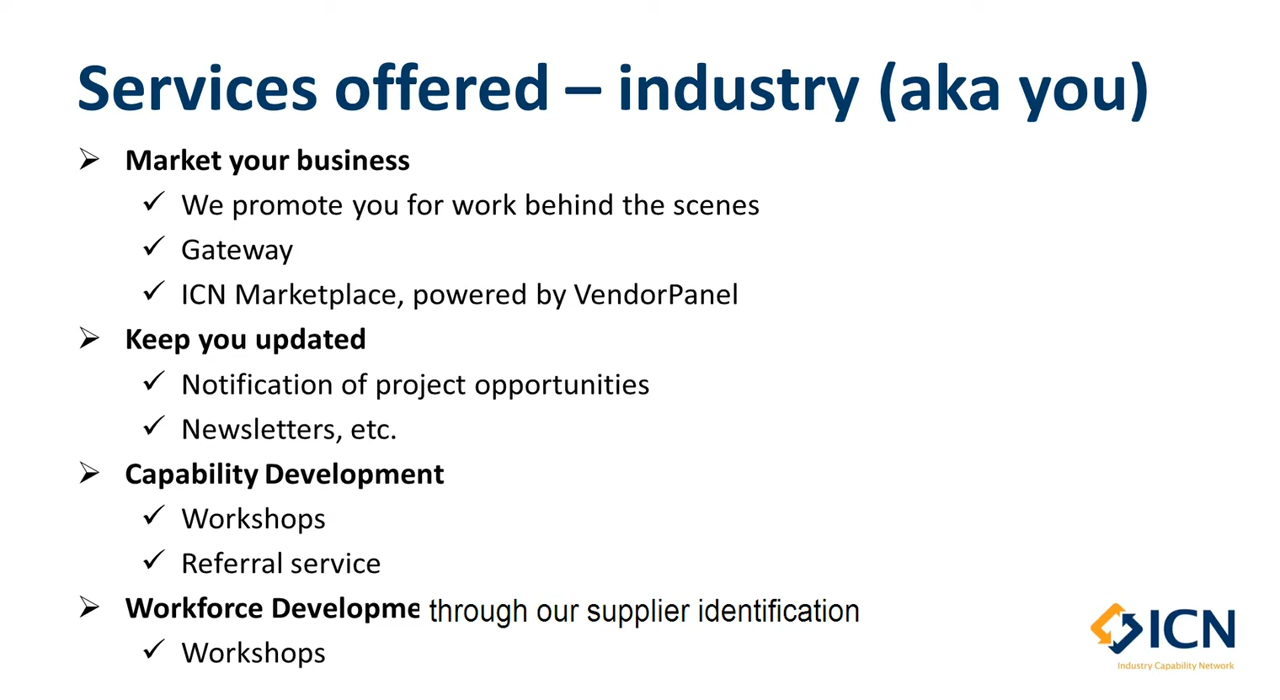 Services offered – industry (aka you)
Market your business
We promote you for work behind the scenes
Gateway
ICN Marketplace, powered by VendorPanel
Keep you updated
Notification of project opportunities
Newsletters, etc.
Capability Development
Workshops
Referral service
Workforce Developme through our supplier identification
Workshops
ICN
Industry Capability Network